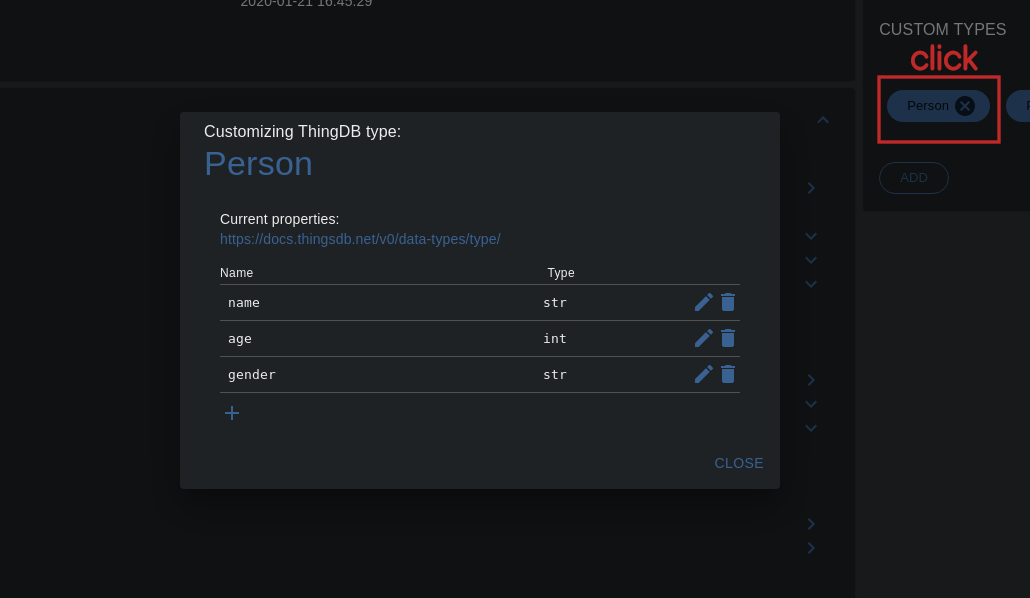 2020-01-21 16:45:29
CUSTOM TYPES
click
Person
ADD
Customizing ThingDB type:
Person
Current properties:
https://docs.thingsdb.net/v0/data-types/type/
Name Type
name str
age int
gender str
CLOSE